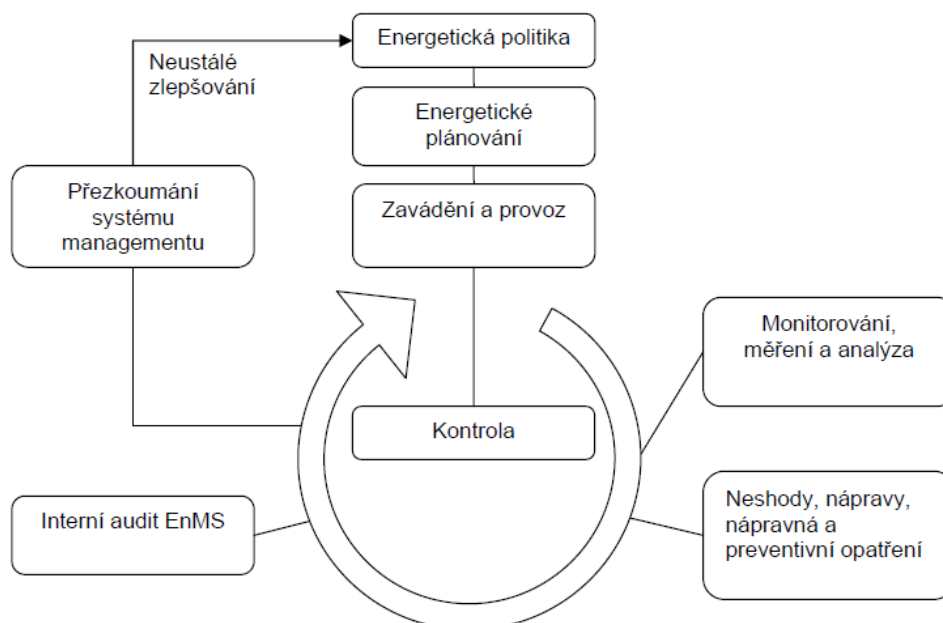 Energetická politika
Neustálé
zlepšování
Energetické
plánování
Přezkoumání
systému
managementu
Zavádění a provoz
Monitorování,
měření a analýza
Kontrola
Interní audit EnMS
Neshody, nápravy,
nápravná a
preventivní opatření